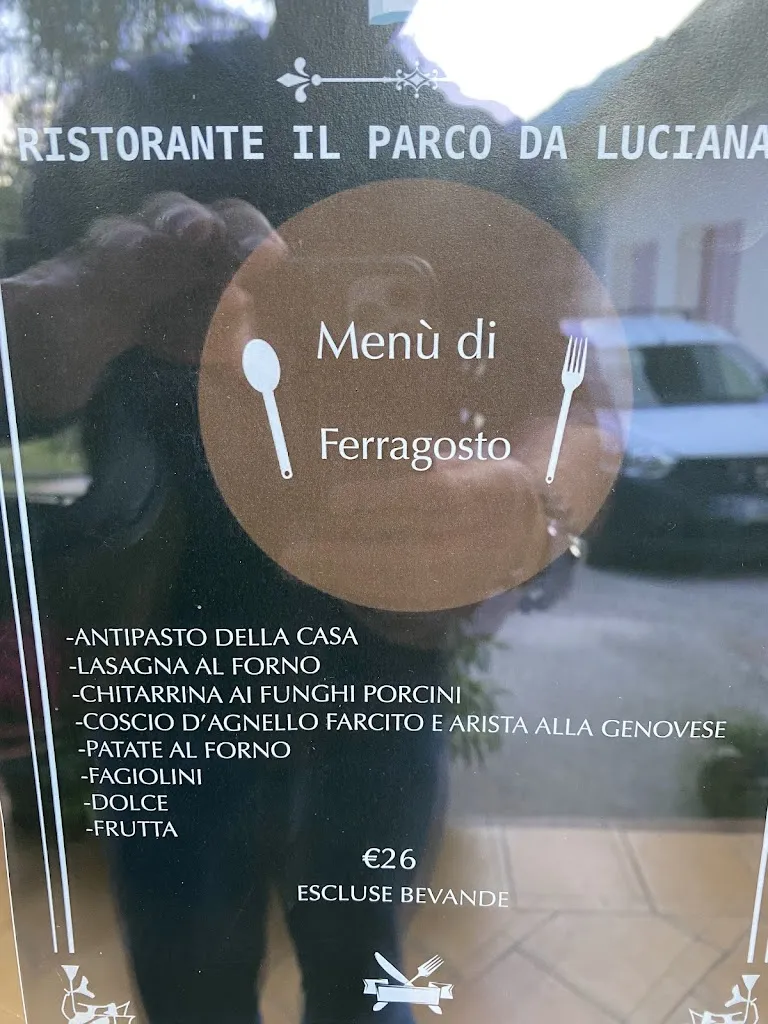 RISTORANTE IL PARCO DA LUCIANA
Menù di
Ferragosto
-ANTIPASTO DELLA CASA
-LASAGNA AL FORNO
-CHITARRINA AI FUNGHI PORCINI
-COSCIO D'AGNELLO FARCITO E ARISTA ALLA GENOVESE
-PATATE AL FORNO
-FAGIOLINI
-DOLCE
-FRUTTA
€26
ESCLUSE BEVANDE